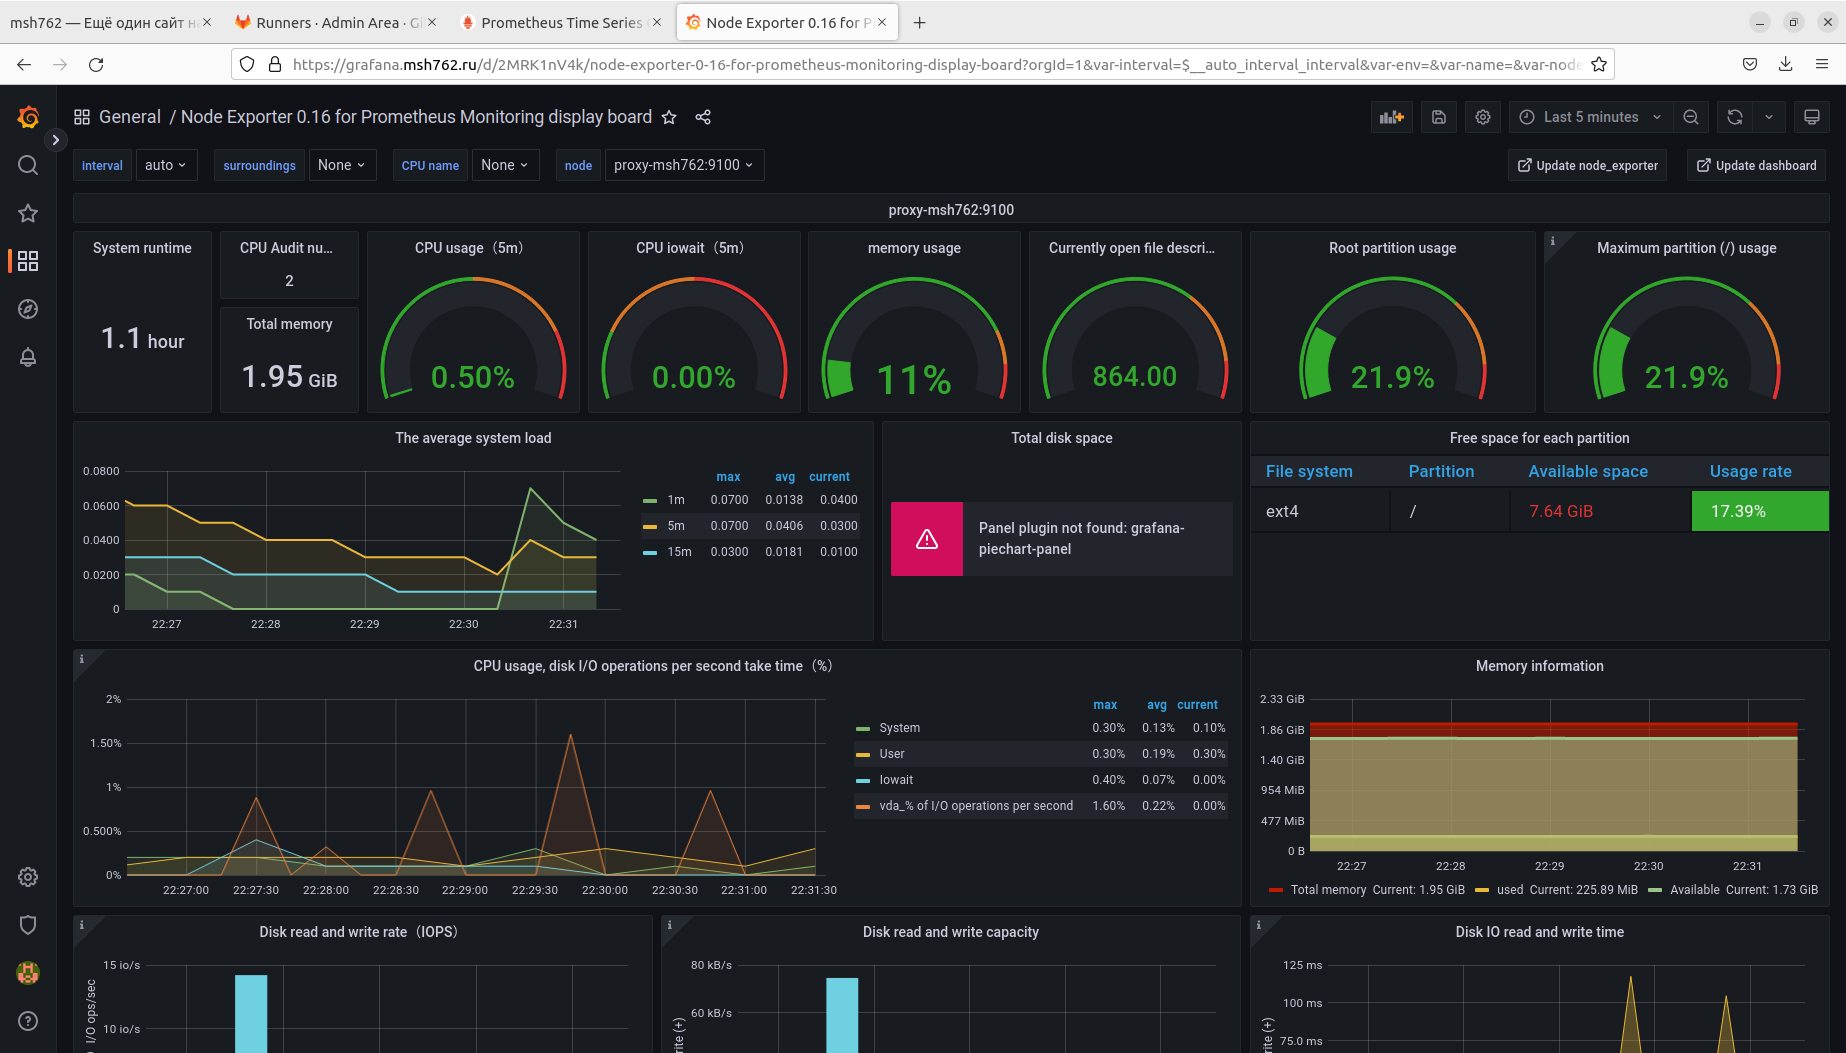 msh762 — Ещё один сайт н
Runners · Admin Area · G
Prometheus Time Series
Node Exporter 0.16 for P
https://grafana.msh762.ru/d/2MRK1nV4k/node-exporter-0-16-for-prometheus-monitoring-display-board?orgId=1&var-interval=$__auto_interval_interval&var-env=&var-name=&var-node
General / Node Exporter 0.16 for Prometheus Monitoring display board
Last 5 minutes
interval auto surroundings None CPU name None node proxy-msh762:9100
Update node_exporter
Update dashboard
proxy-msh762:9100
System runtime
1.1 hour
CPU Audit nu...
2
Total memory
1.95 GiB
CPU usage（5m）
0.50%
CPU iowait（5m）
0.00%
memory usage
11%
Currently open file descri...
864.00
Root partition usage
21.9%
Maximum partition (/) usage
21.9%
The average system load
0.0800
0.0600
0.0400
0.0200
0
22:27 22:28 22:29 22:30 22:31
max avg current
1m 0.0700 0.0138 0.0400
5m 0.0700 0.0406 0.0300
15m 0.0300 0.0181 0.0100
Total disk space
Panel plugin not found: grafana-
piechart-panel
Free space for each partition
File system Partition Available space Usage rate
ext4 / 7.64 GiB 17.39%
CPU usage, disk I/O operations per second take time（%）
2%
1.50%
1%
0.500%
0%
22:27:00 22:27:30 22:28:00 22:28:30 22:29:00 22:29:30 22:30:00 22:30:30 22:31:00 22:31:30
max avg current
System 0.30% 0.13% 0.10%
User 0.30% 0.19% 0.30%
Iowait 0.40% 0.07% 0.00%
vda_% of I/O operations per second 1.60% 0.22% 0.00%
Memory information
2.33 GiB
1.86 GiB
1.40 GiB
954 MiB
477 MiB
0 B
22:27 22:28 22:29 22:30 22:31
Total memory Current: 1.95 GiB used Current: 225.89 MiB Available Current: 1.73 GiB
Disk read and write rate（IOPS）
15 io/s
10 io/s
I/O ops/sec
Disk read and write capacity
80 kB/s
60 kB/s
rite (+)
Disk IO read and write time
125 ms
100 ms
75.0 ms
rite (+)